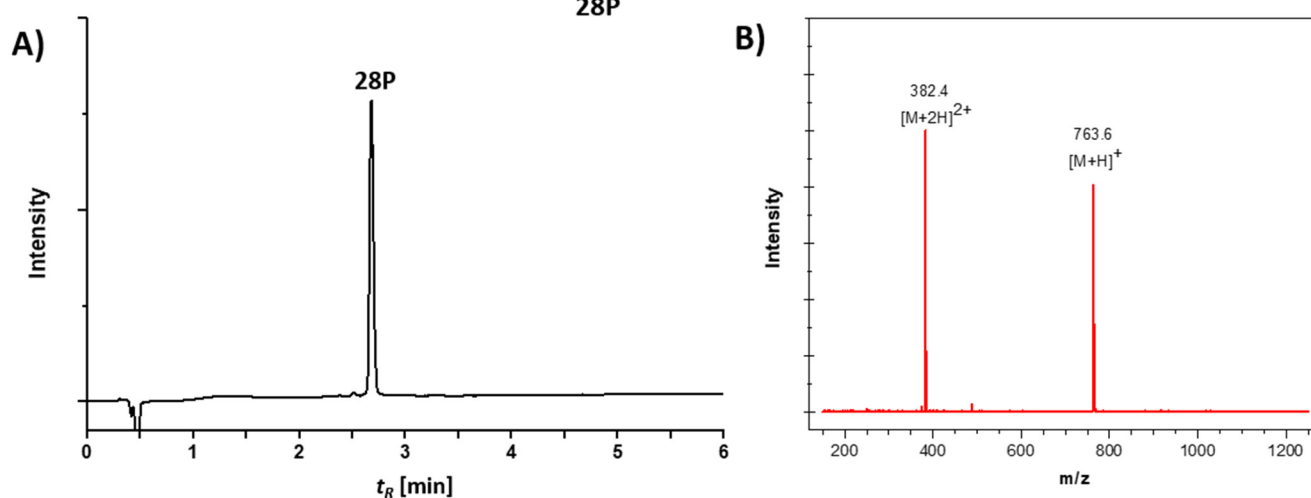 28P
A)
28P
Intensity
0 1 2 3 4 5 6
tR [min]
B)
382.4
[M+2H]2+
763.6
[M+H]+
Intensity
200 400 600 800 1000 1200
m/z